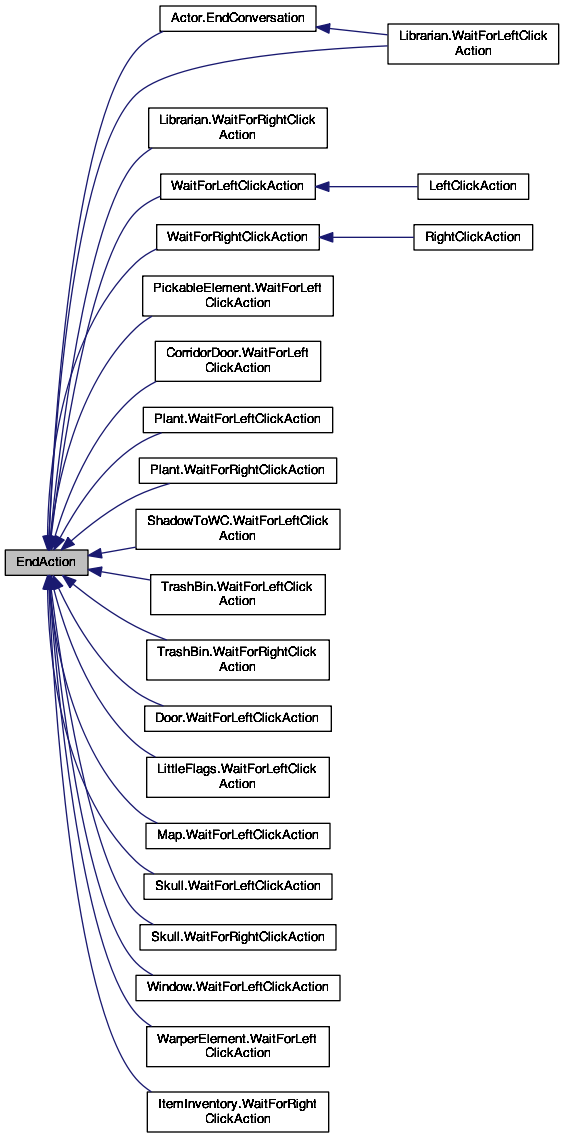 Actor.EndConversation
Librarian.WaitForLeftClick
Action
Librarian.WaitForRightClick
Action
WaitForLeftClickAction
LeftClickAction
WaitForRightClickAction
RightClickAction
PickableElement.WaitForLeft
ClickAction
CorridorDoor.WaitForLeft
ClickAction
Plant.WaitForLeftClickAction
Plant.WaitForRightClickAction
ShadowToWC.WaitForLeftClick
Action
EndAction
TrashBin.WaitForLeftClick
Action
TrashBin.WaitForRightClick
Action
Door.WaitForLeftClickAction
LittleFlags.WaitForLeftClick
Action
Map.WaitForLeftClickAction
Skull.WaitForLeftClickAction
Skull.WaitForRightClickAction
Window.WaitForLeftClickAction
WarperElement.WaitForLeft
ClickAction
ItemInventory.WaitForRight
ClickAction